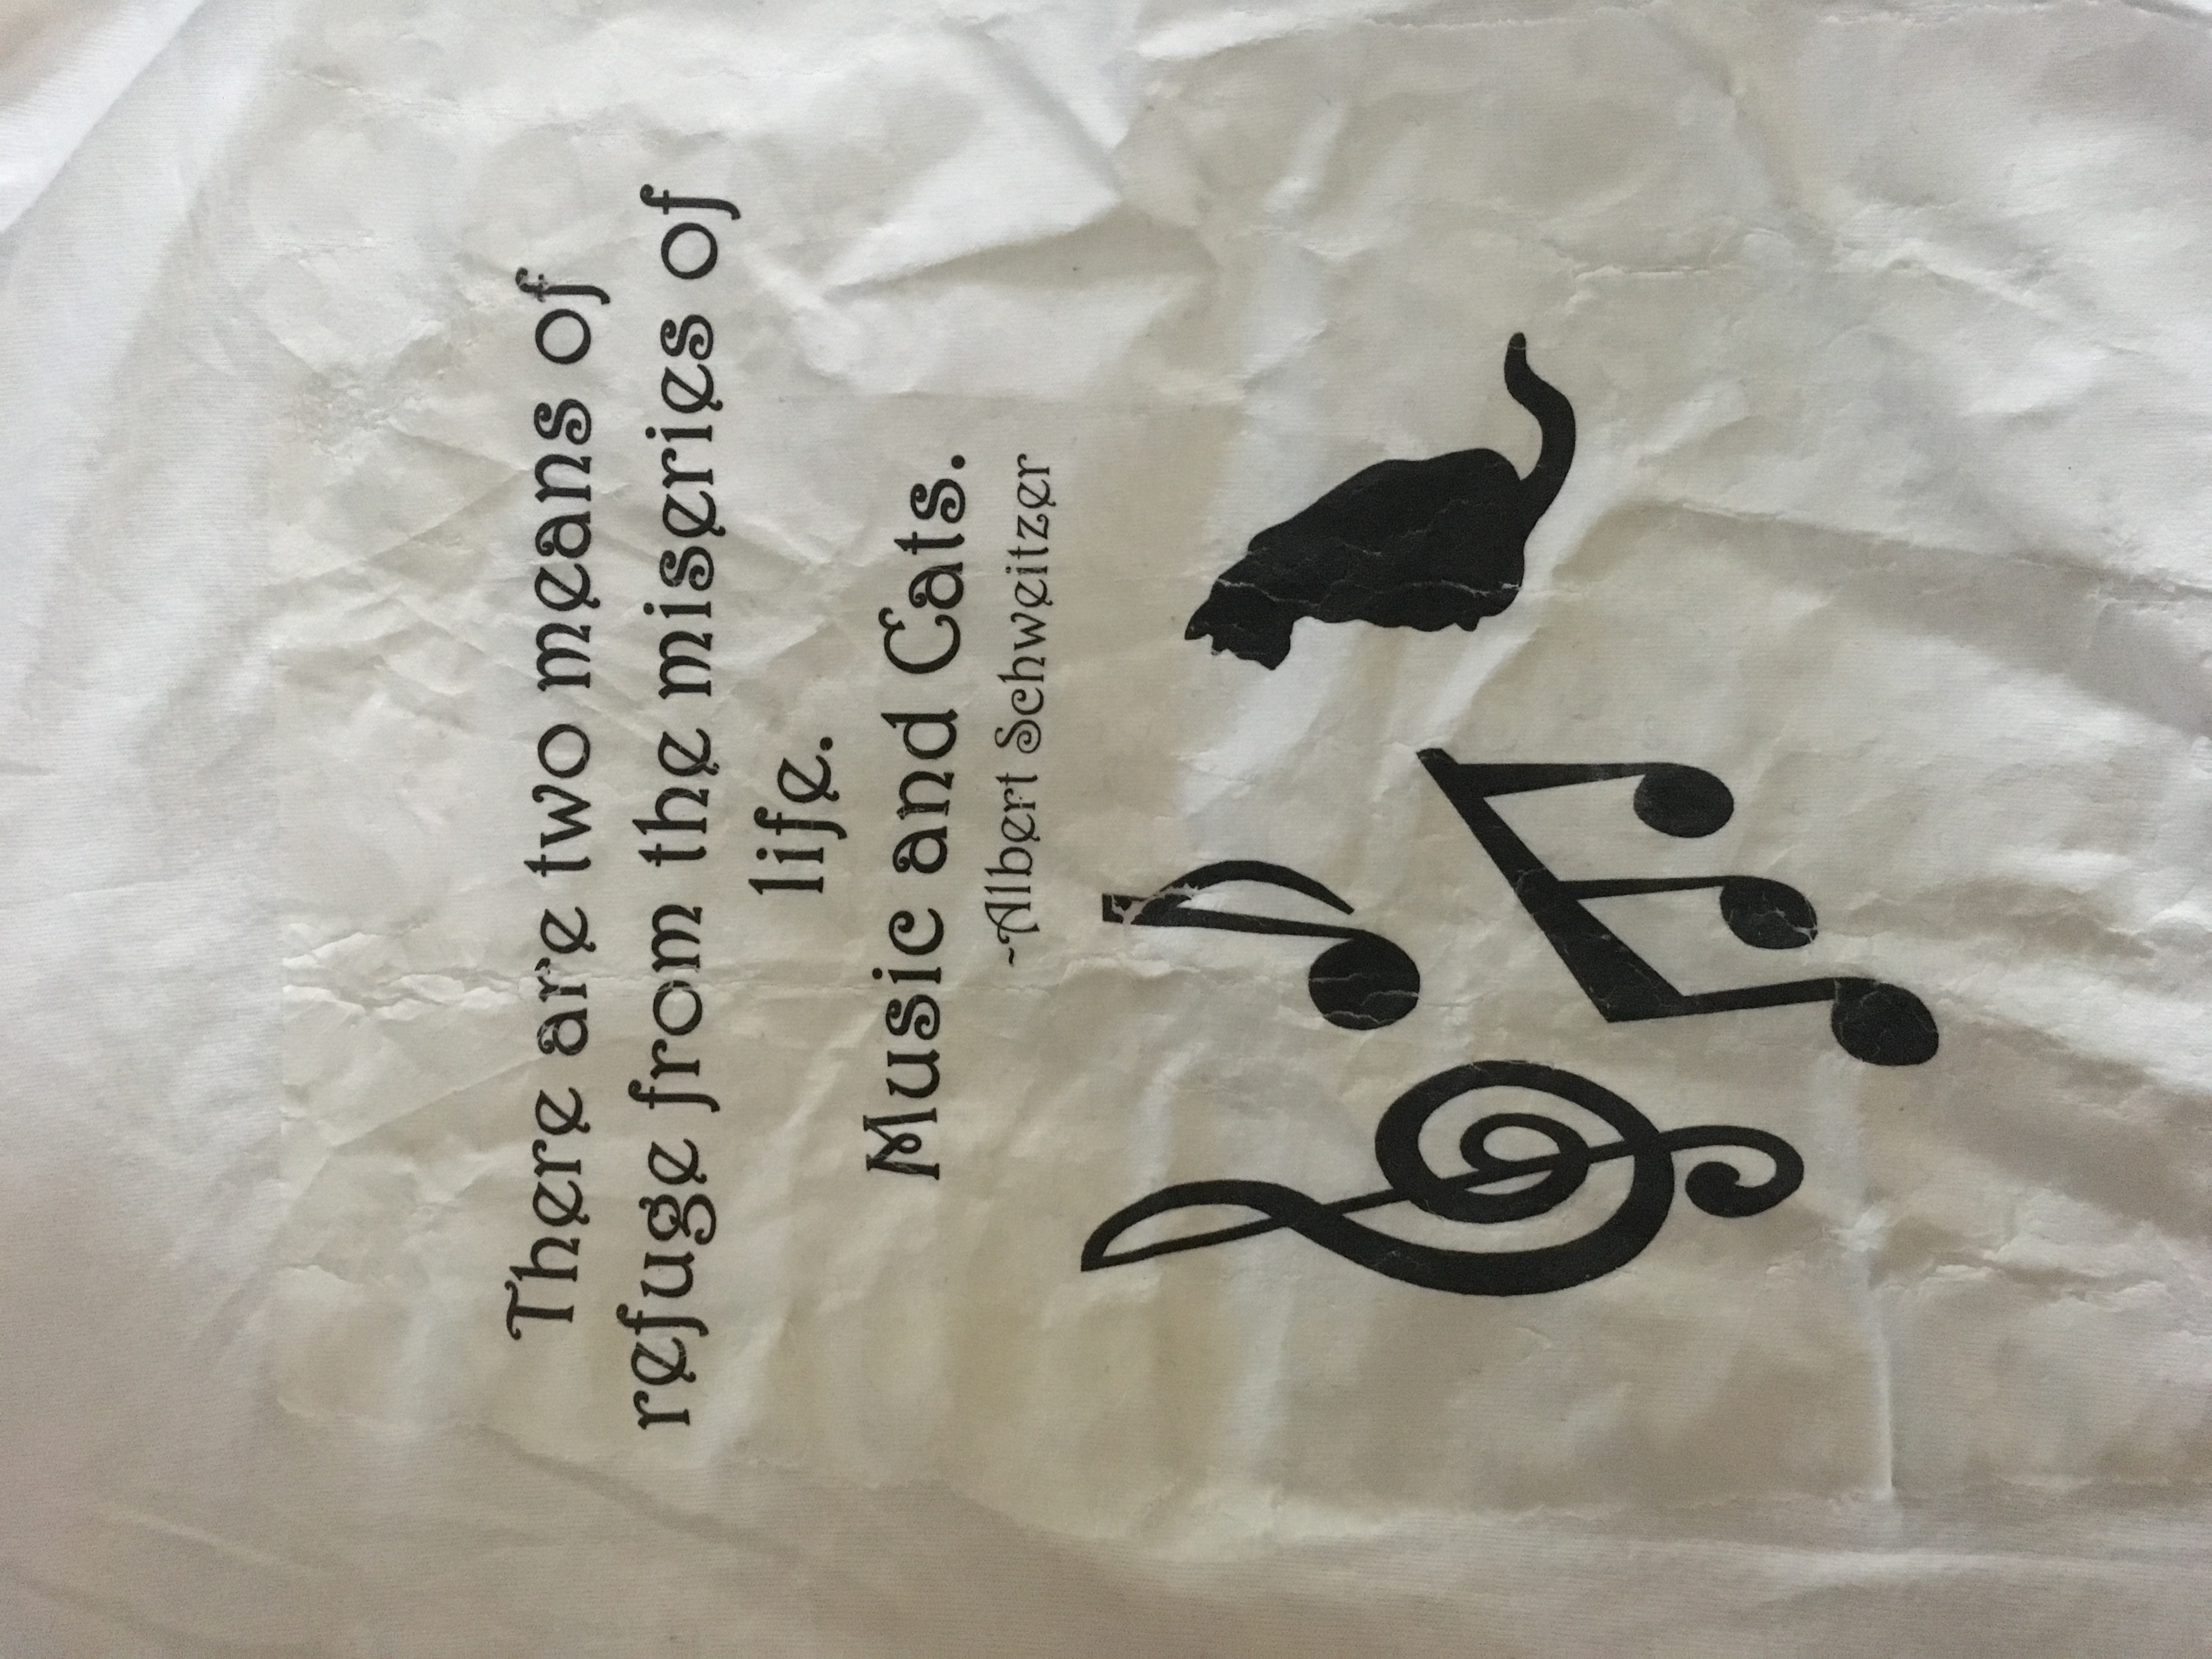 There are two means of
refuge from the miseries of
life.
Music and Cats.
~Albert Schweitzer